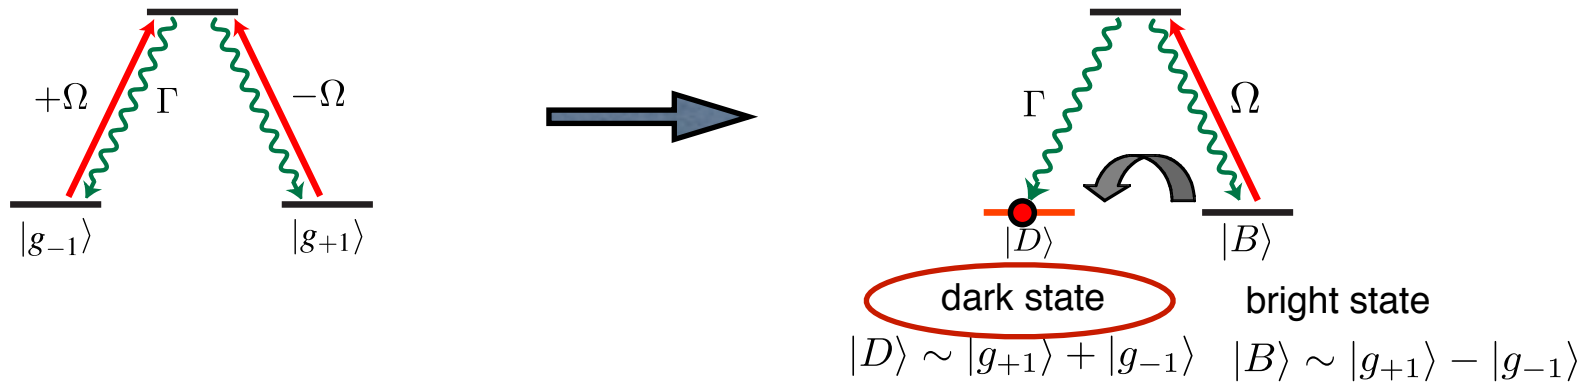 +Ω Γ −Ω
|g₋₁⟩ |g₊₁⟩
Γ Ω
|D⟩ |B⟩
dark state bright state
|D⟩ ∼ |g₊₁⟩ + |g₋₁⟩ |B⟩ ∼ |g₊₁⟩ − |g₋₁⟩